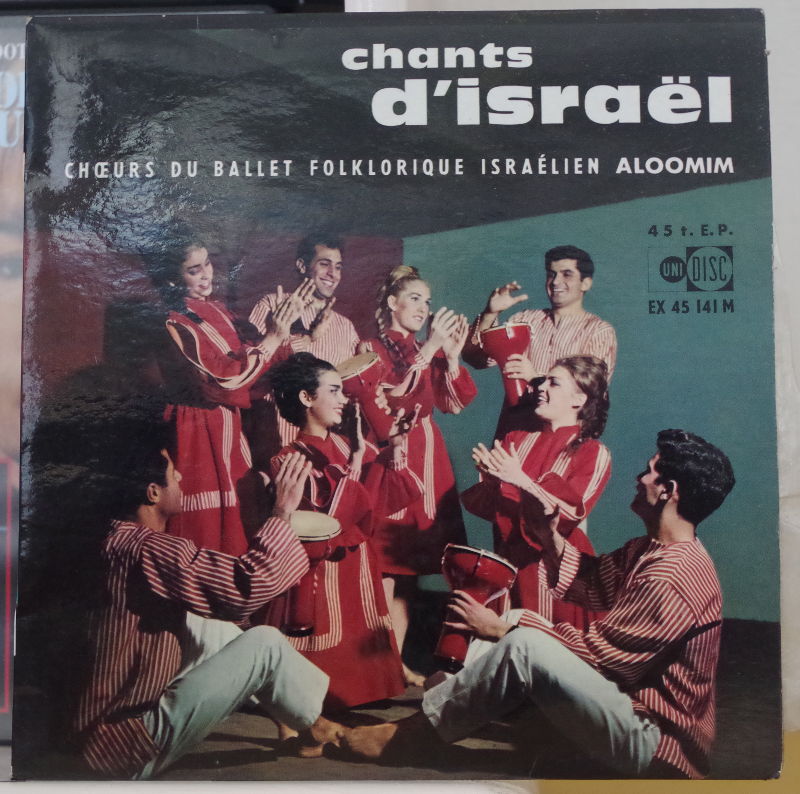 chants
d'israël
CHŒURS DU BALLET FOLKLORIQUE ISRAÉLIEN ALOOMIM
45 t. E.P.
UNI DISC
EX 45 141 M